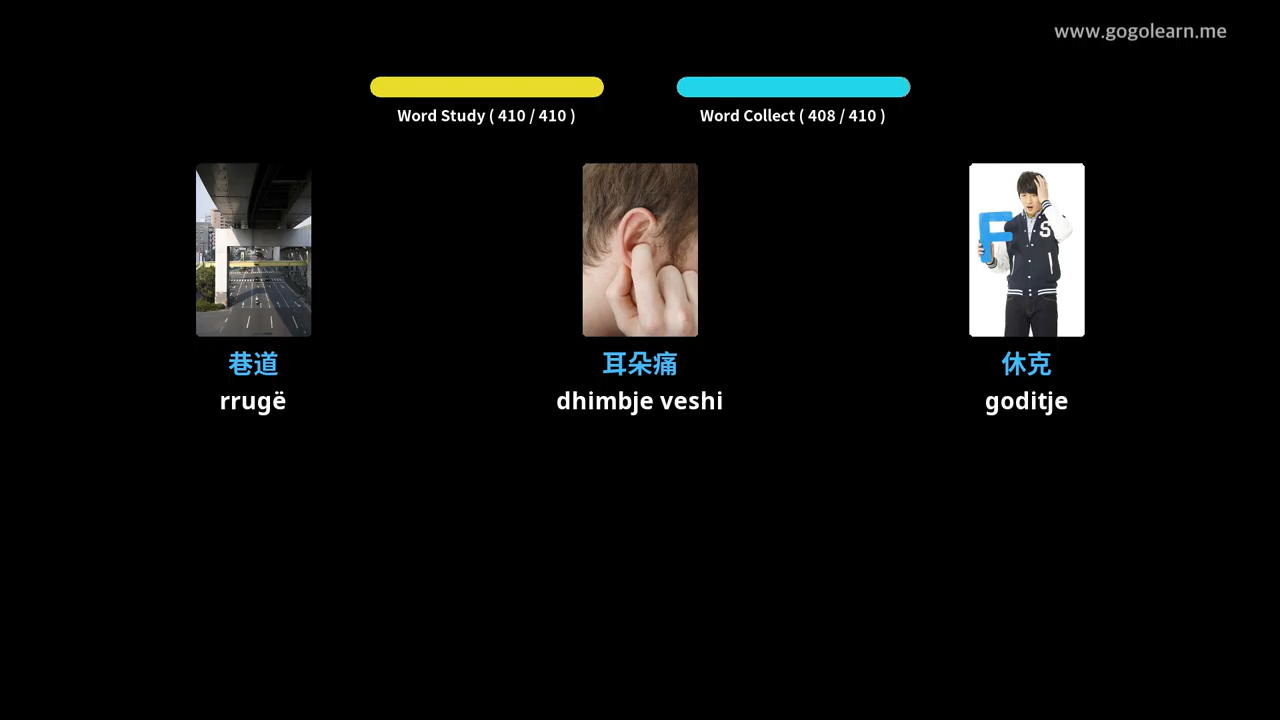 www.gogolearn.me
Word Study ( 410 / 410 )
Word Collect ( 408 / 410 )
F
S
巷道
耳朵痛
休克
rrugë
dhimbje veshi
goditje